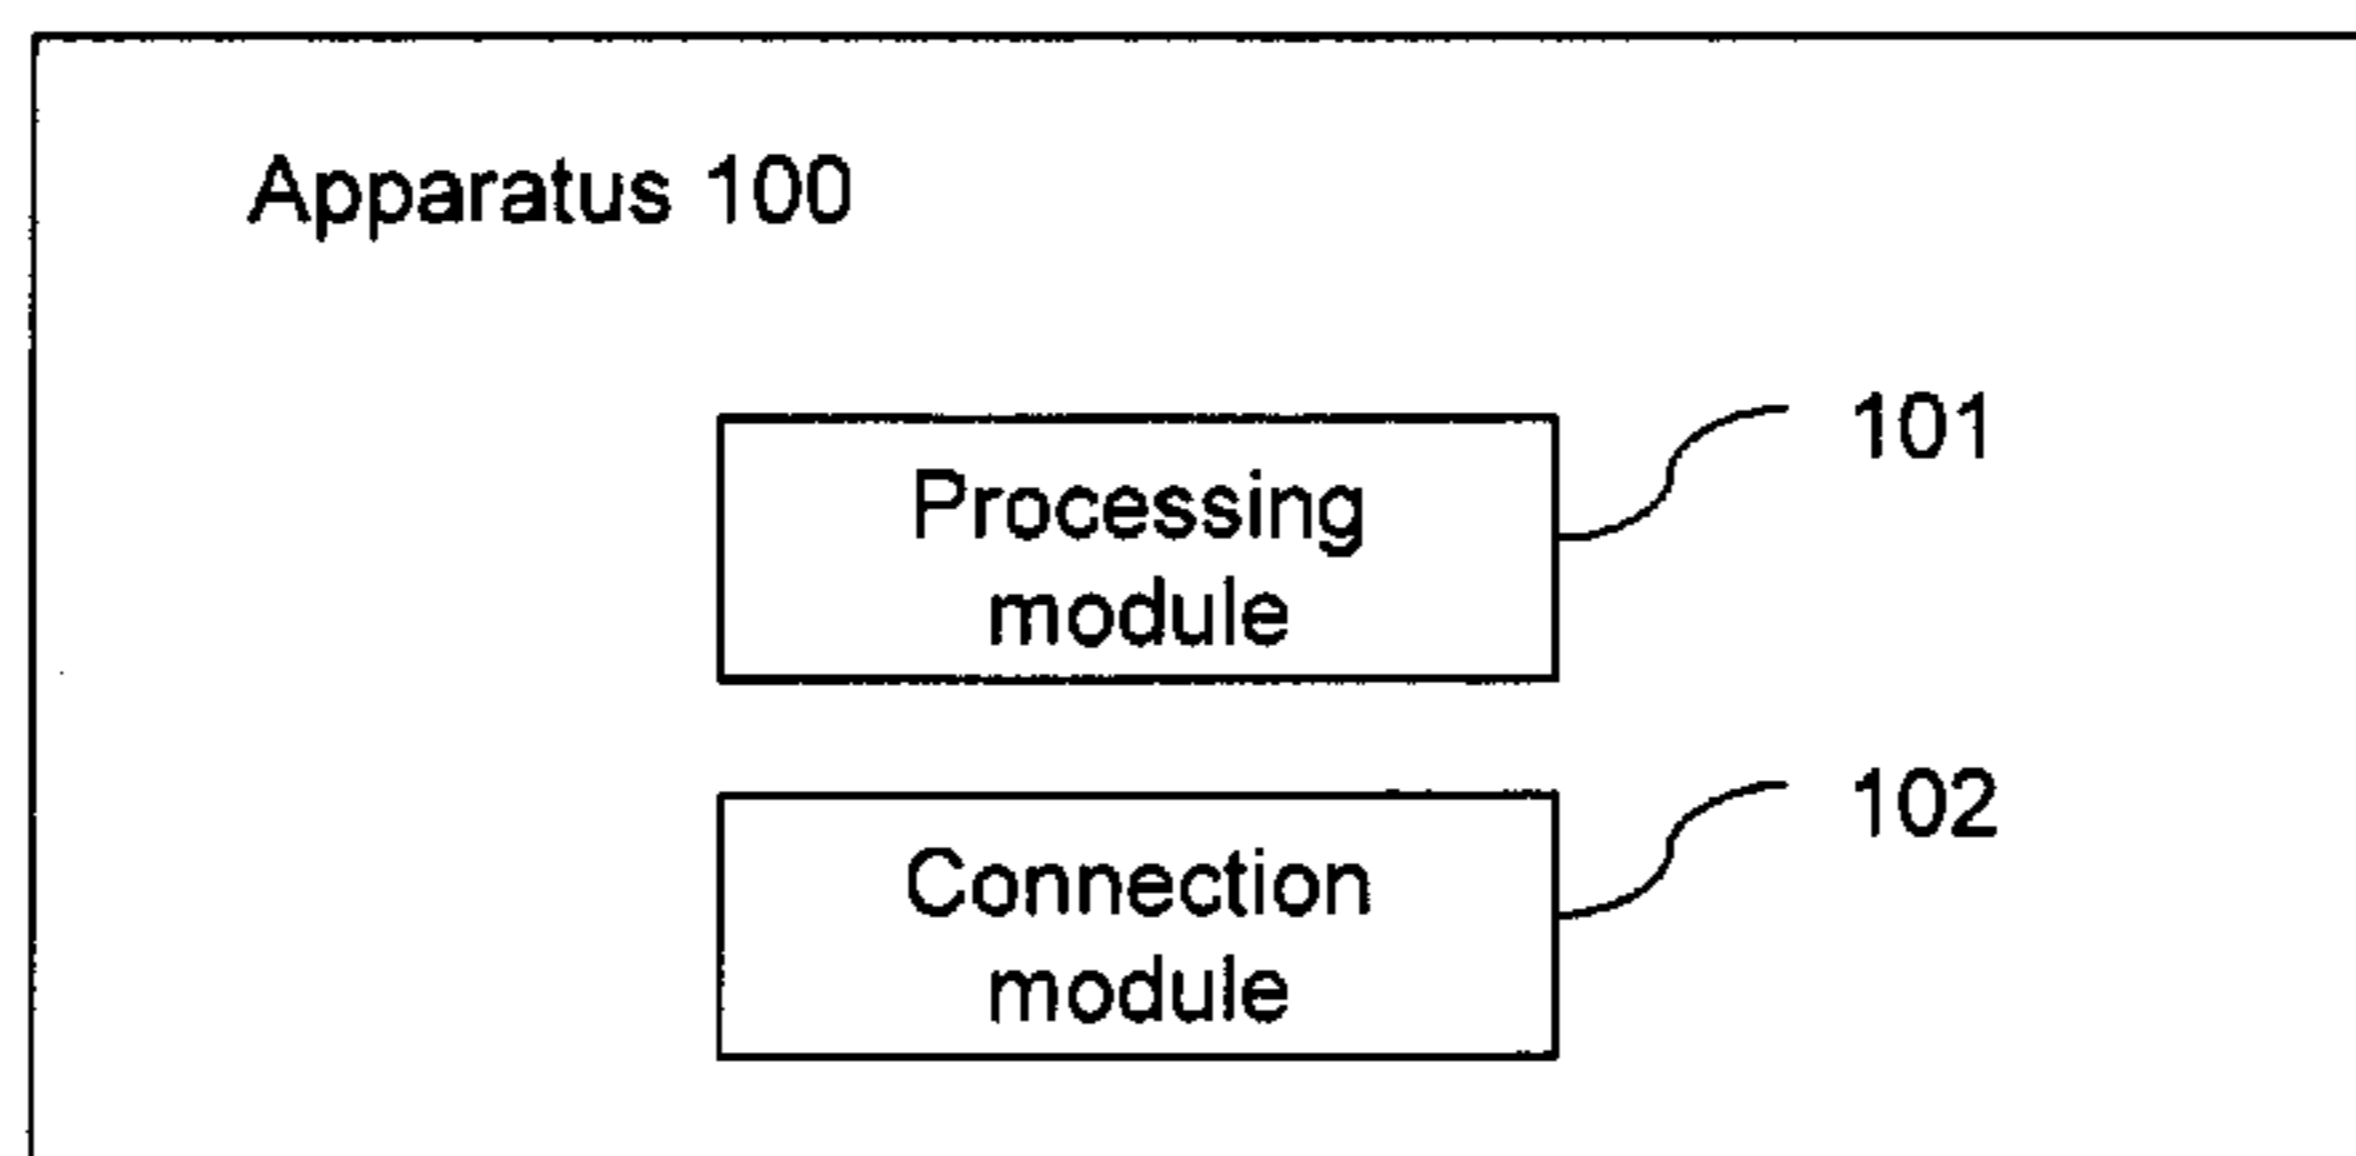 Apparatus 100
101
Processing
module
102
Connection
module